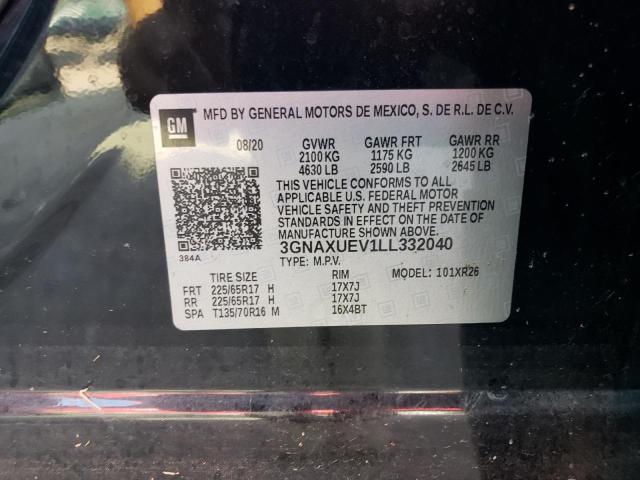 GM
MFD BY GENERAL MOTORS DE MEXICO, S. DE R.L. DE C.V.
08/20 GVWR GAWR FRT GAWR RR
2100 KG 1175 KG 1200 KG
4630 LB 2590 LB 2645 LB
THIS VEHICLE CONFORMS TO ALL
APPLICABLE U.S. FEDERAL MOTOR
VEHICLE SAFETY AND THEFT PREVENTION
STANDARDS IN EFFECT ON THE DATE OF
MANUFACTURE SHOWN ABOVE.
384A 3GNAXUEV1LL332040
TYPE: M.P.V. MODEL: 101XR26
TIRE SIZE RIM
FRT 225/65R17 H 17X7J
RR 225/65R17 H 17X7J
SPA T135/70R16 M 16X4BT